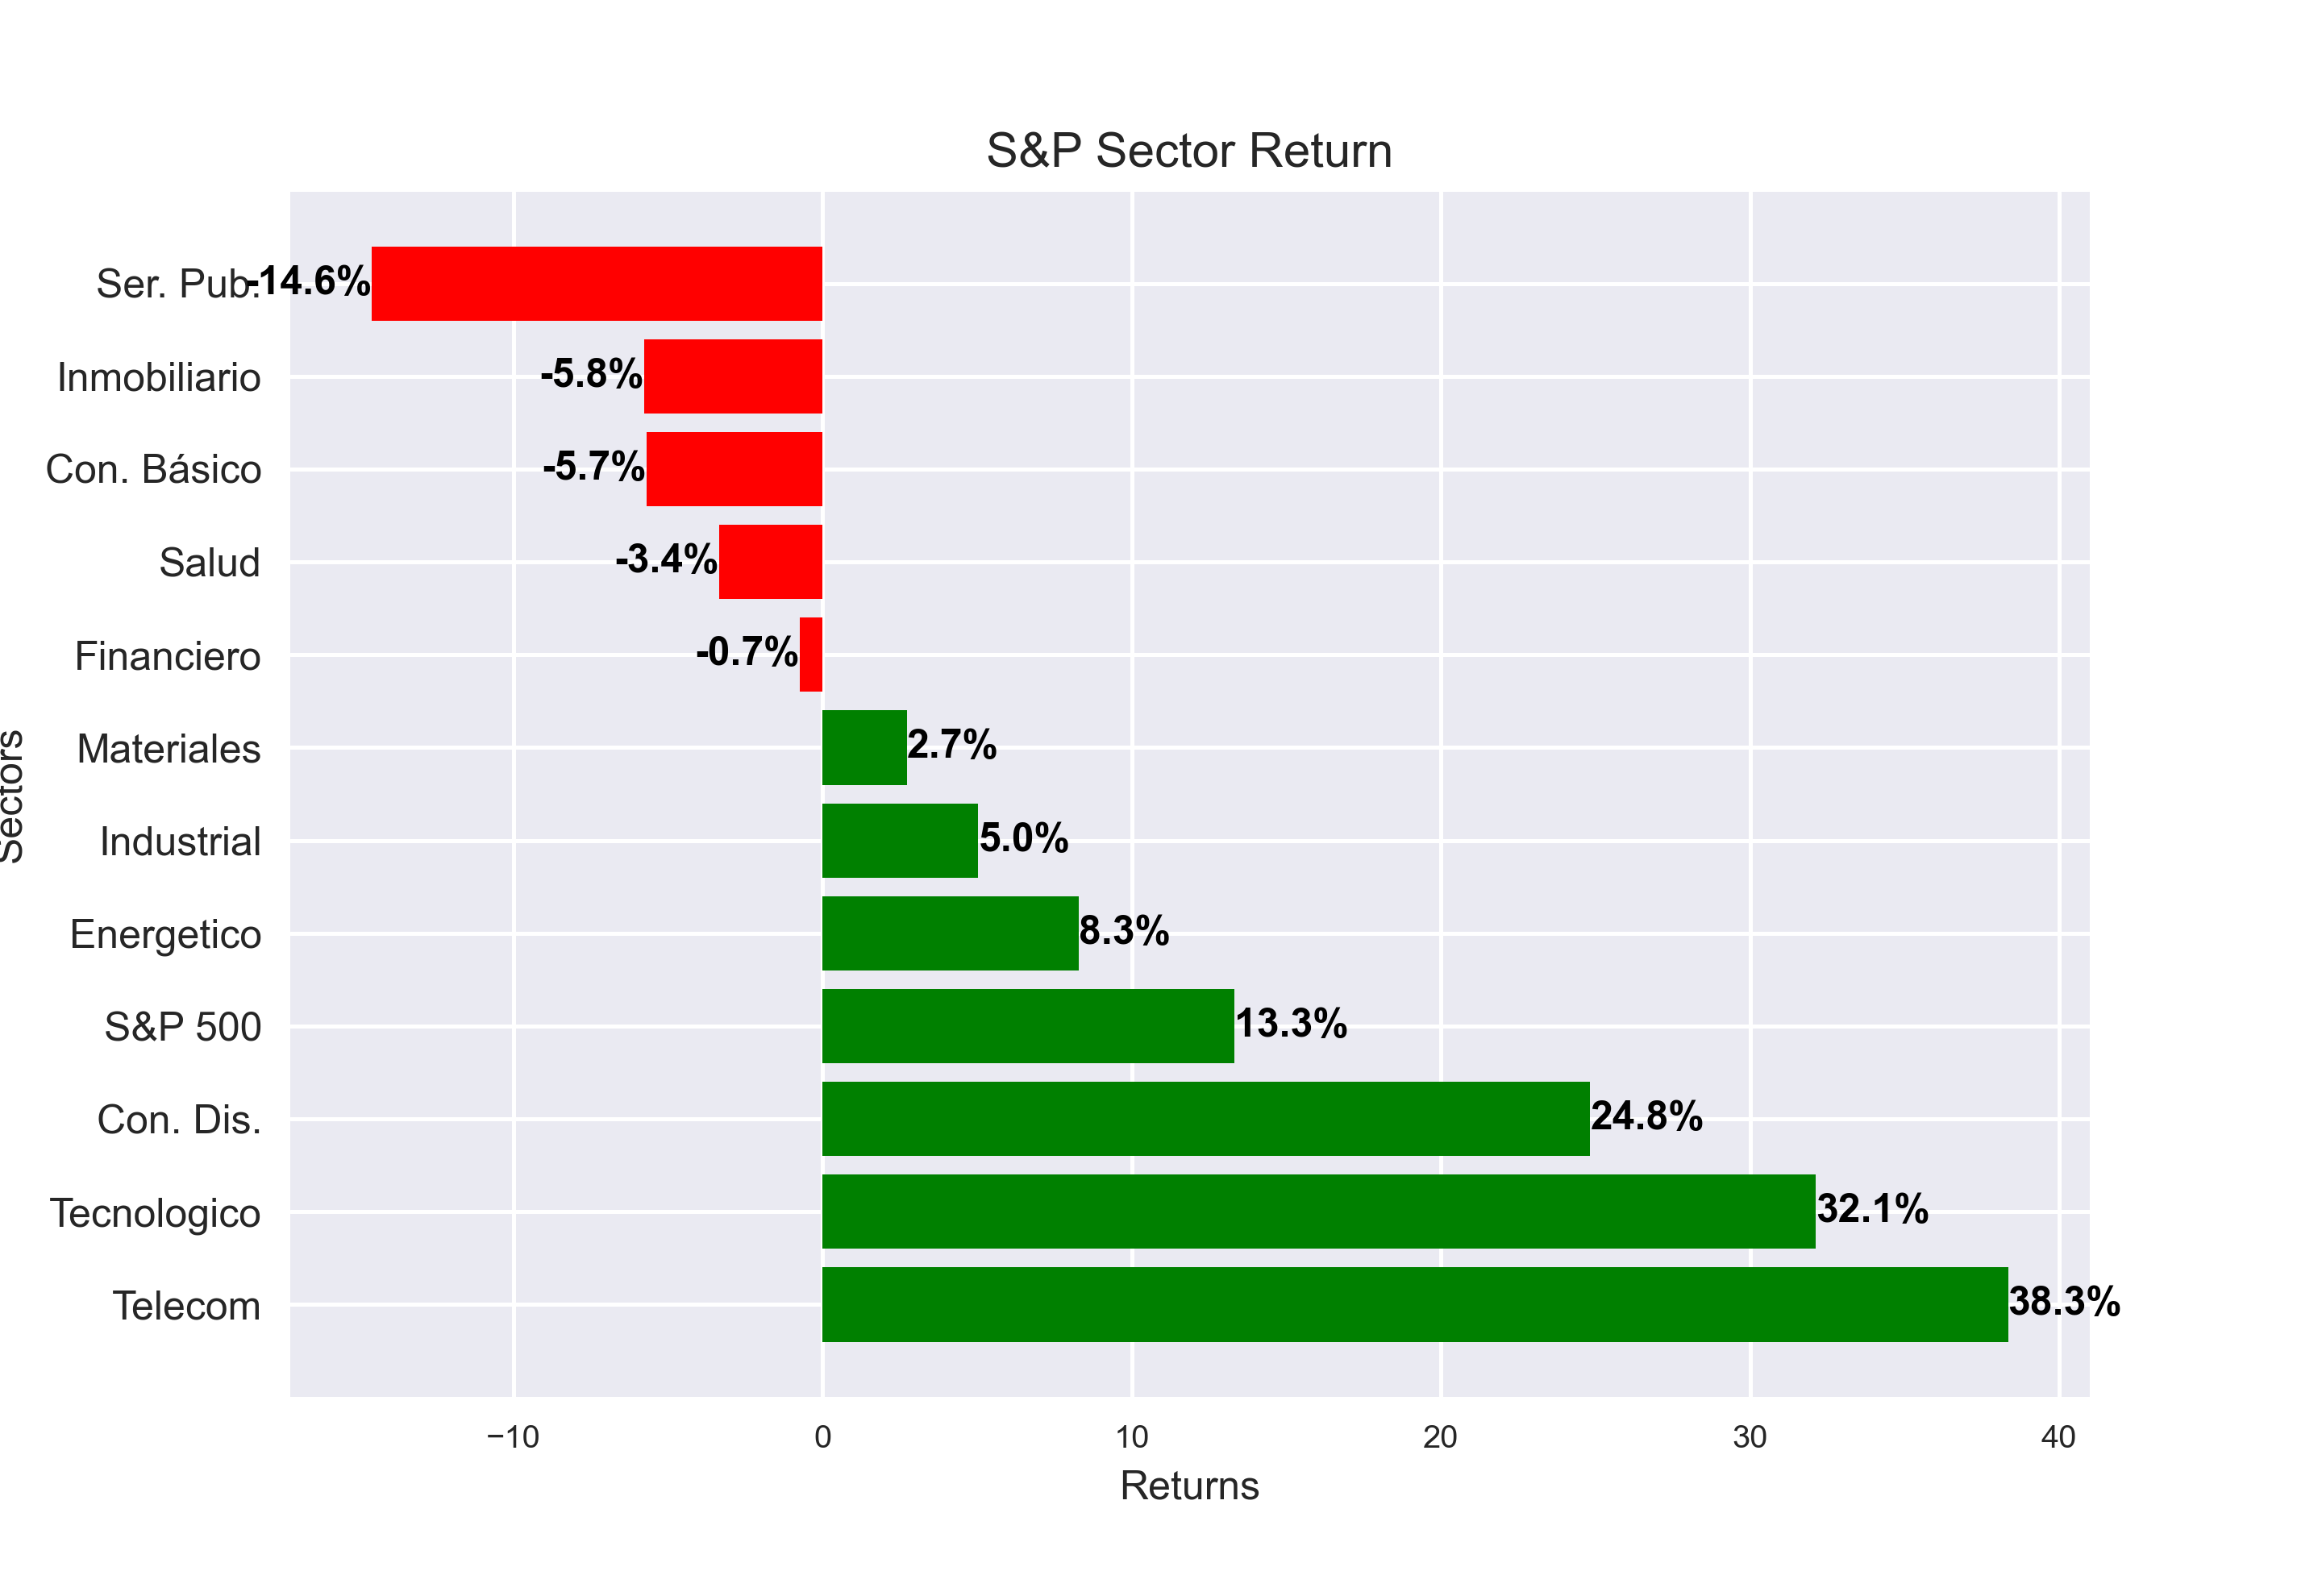 S&P Sector Return
Ser. Pub. -14.6%
Inmobiliario -5.8%
Con. Básico -5.7%
Salud -3.4%
Financiero -0.7%
Materiales 2.7%
Industrial 5.0%
Energetico 8.3%
S&P 500 13.3%
Con. Dis. 24.8%
Tecnologico 32.1%
Telecom 38.3%
Sectors
−10 0 10 20 30 40
Returns